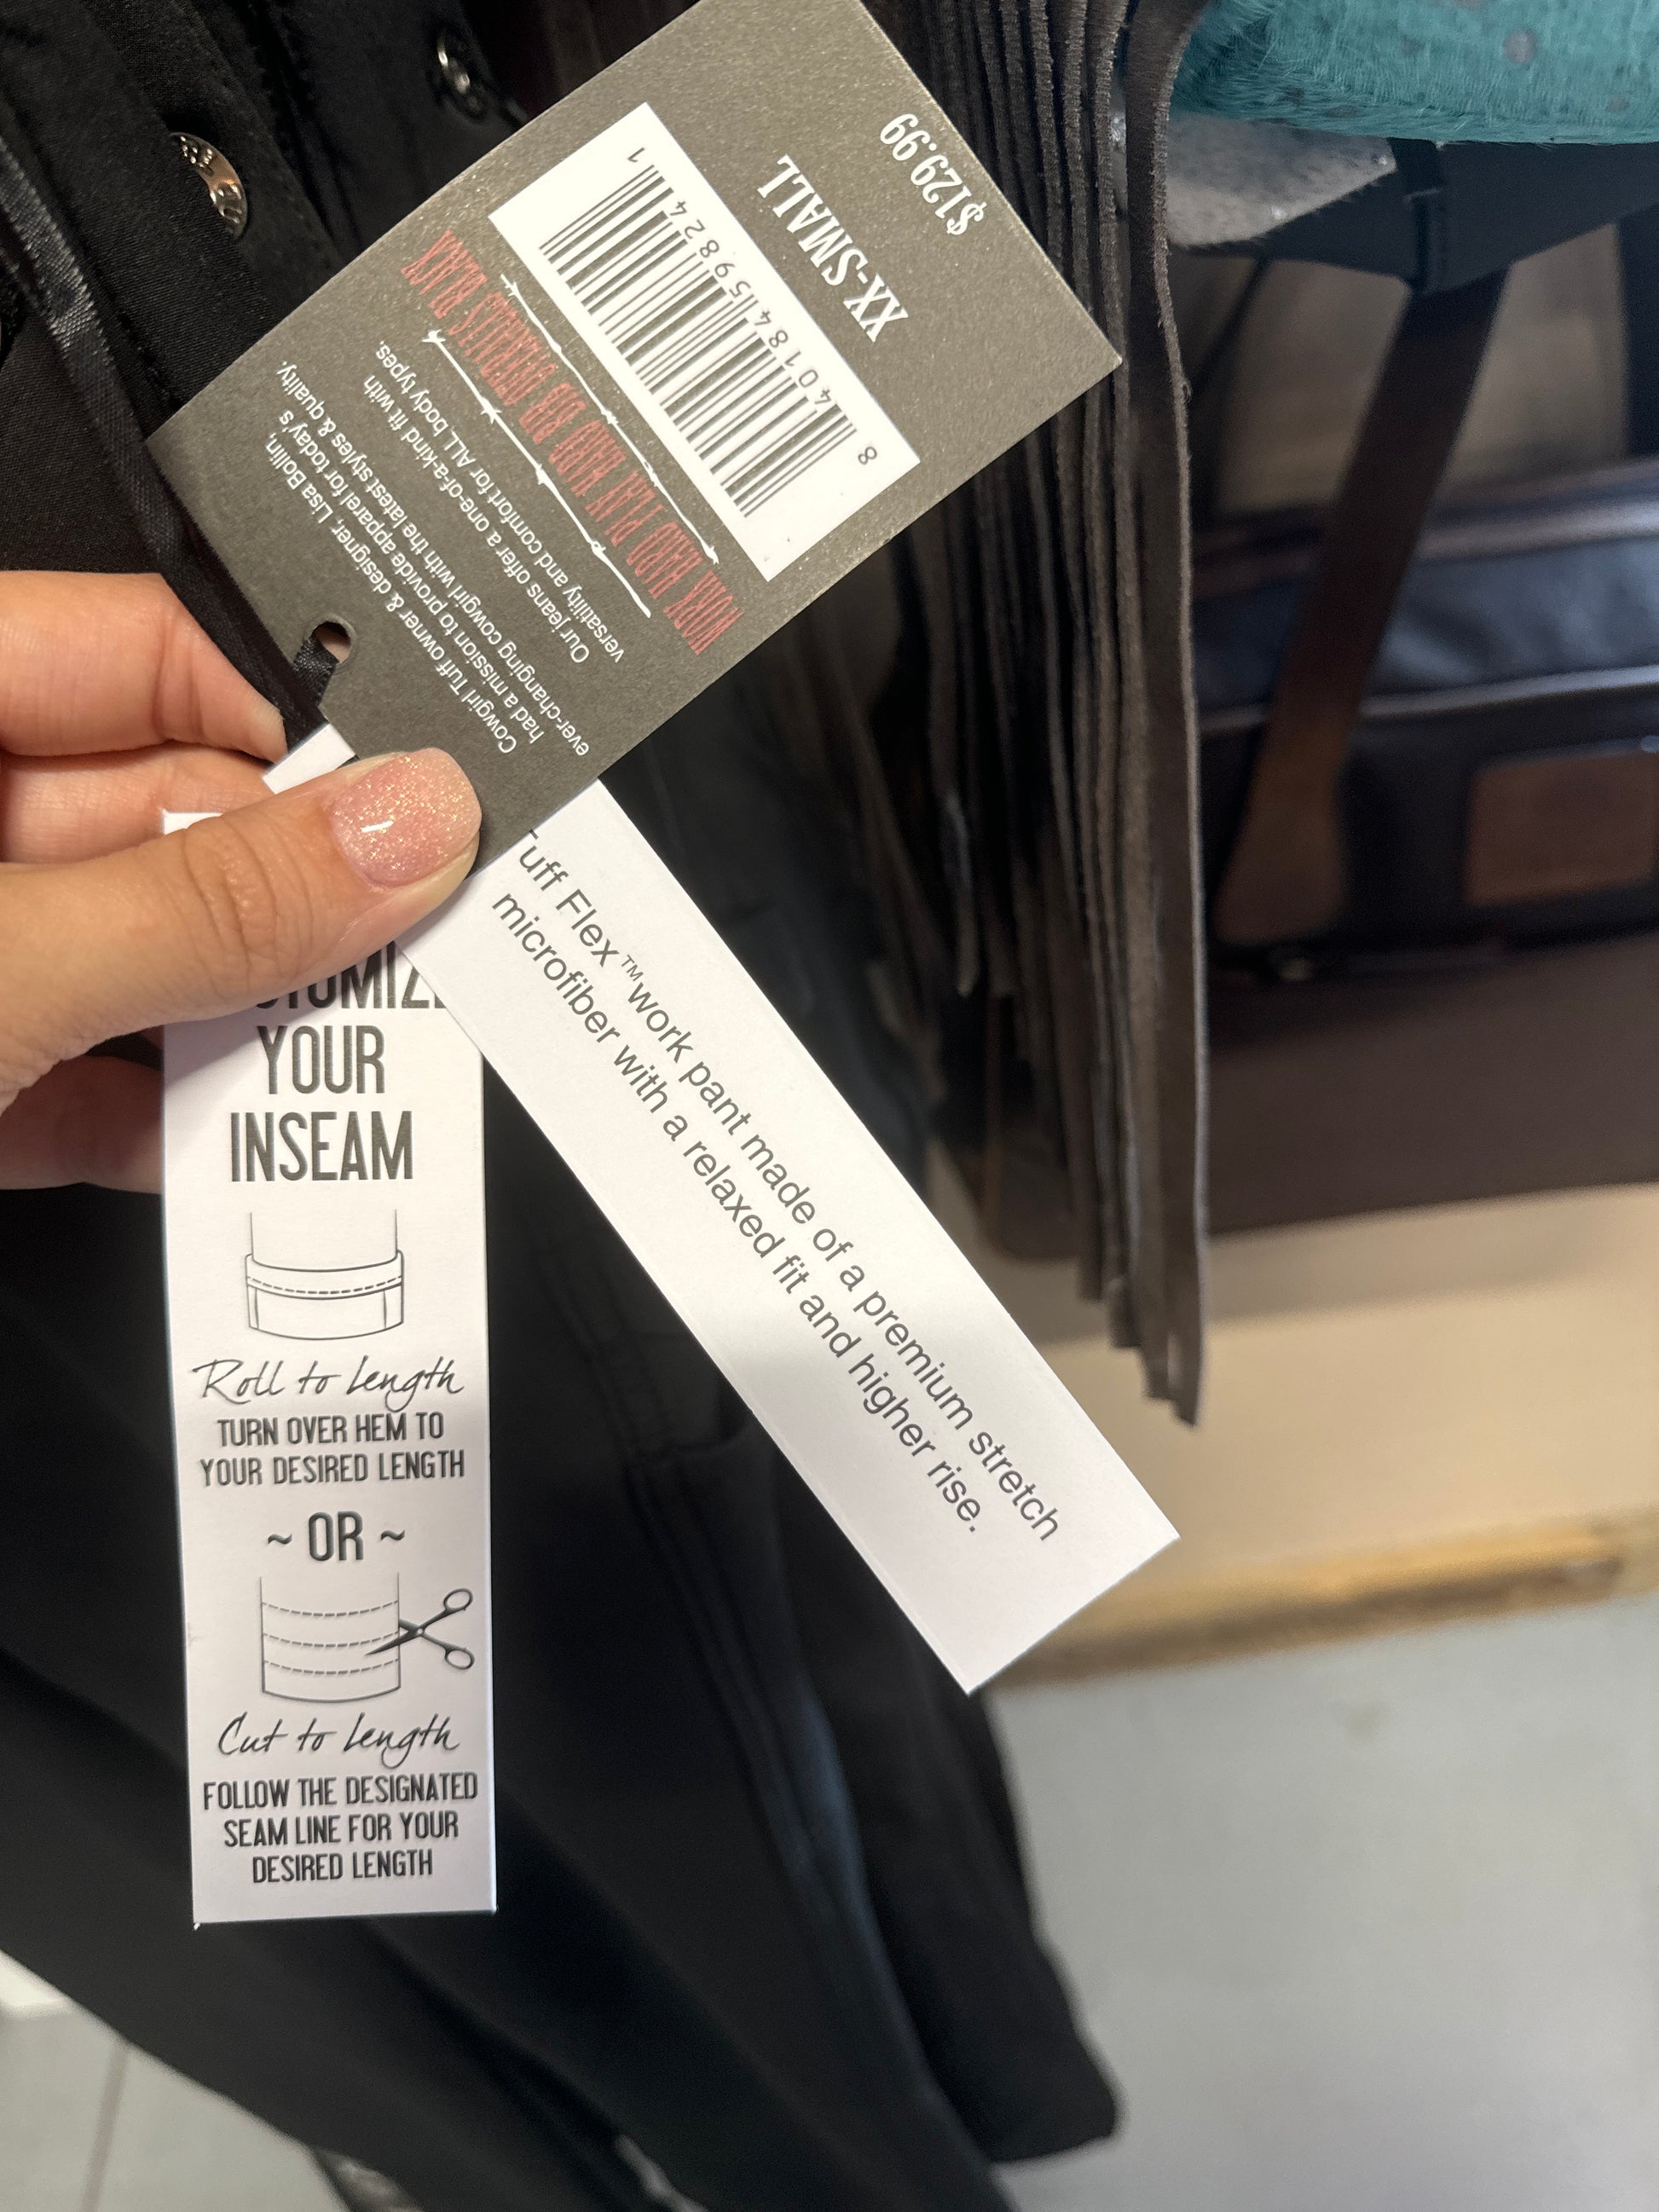 Cowgirl Tuff owner & designer, Lisa Bollin,
had a mission to provide apparel for today's
ever-changing cowgirl with the latest styles & quality.
Our jeans offer a one-of-a-kind fit with
versatility and comfort for ALL body types.
WORK HARD PLAY HARD BIB OVERALLS BLACK
8 40184 59824 1
XX-SMALL
$129.99
Tuff Flex™ work pant made of a premium stretch
microfiber with a relaxed fit and higher rise.
YOUR
INSEAM
Roll to length
TURN OVER HEM TO
YOUR DESIRED LENGTH
~ OR ~
Cut to length
FOLLOW THE DESIGNATED
SEAM LINE FOR YOUR
DESIRED LENGTH